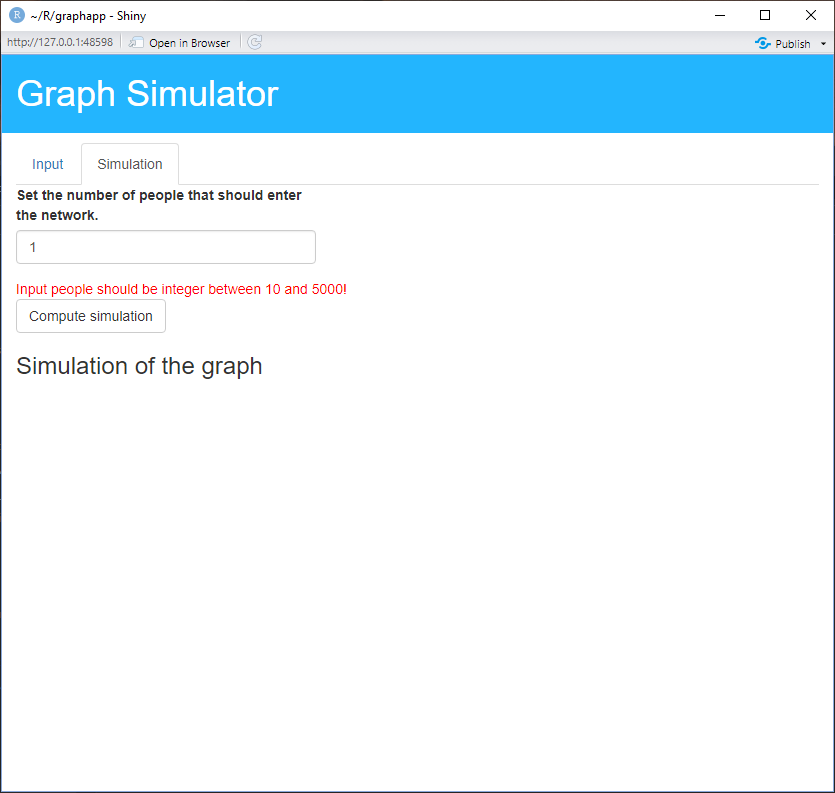 R ~/R/graphapp - Shiny
http://127.0.0.1:48598 Open in Browser Publish
Graph Simulator
Input Simulation
Set the number of people that should enter
the network.
1
Input people should be integer between 10 and 5000!
Compute simulation
Simulation of the graph